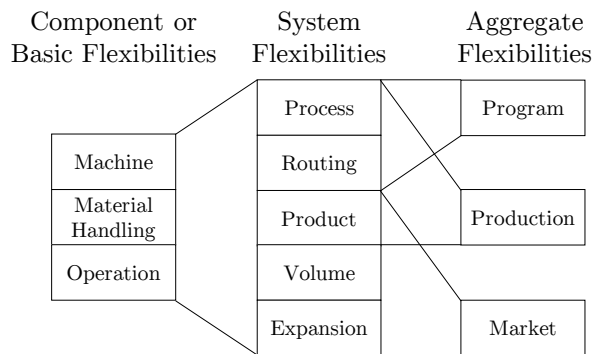 Component or
Basic Flexibilities
System
Flexibilities
Aggregate
Flexibilities
Machine
Material
Handling
Operation
Process
Routing
Product
Volume
Expansion
Program
Production
Market